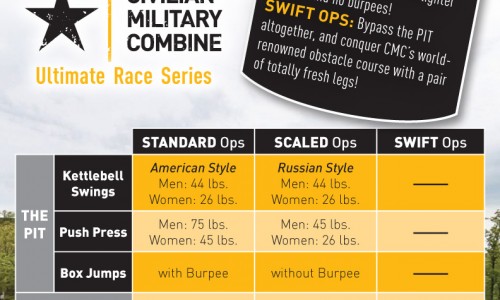 CIVILIAN
MILITARY
COMBINE
Ultimate Race Series
no Burpees!
SWIFT OPS: Bypass the PIT
altogether, and conquer CMC's world-
renowned obstacle course with a pair
of totally fresh legs!
STANDARD Ops SCALED Ops SWIFT Ops
THE
PIT
Kettlebell
Swings
American Style
Men: 44 lbs.
Women: 26 lbs.
Russian Style
Men: 44 lbs.
Women: 26 lbs.
—
Push Press
Men: 75 lbs.
Women: 45 lbs.
Men: 45 lbs.
Women: 26 lbs.
—
Box Jumps
with Burpee
without Burpee
—